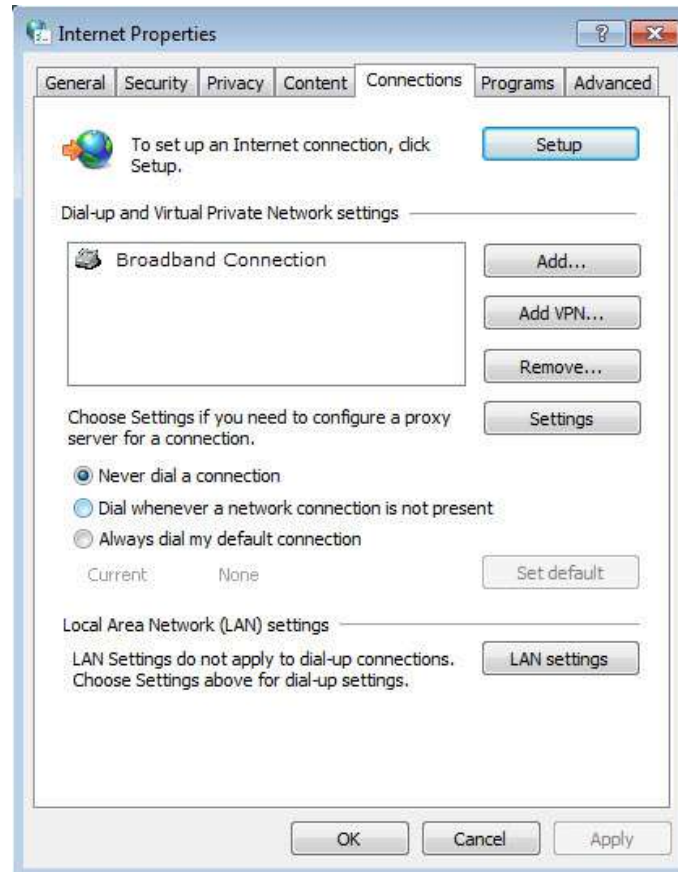 Internet Properties
General Security Privacy Content Connections Programs Advanced
To set up an Internet connection, click
Setup.
Setup
Dial-up and Virtual Private Network settings
Broadband Connection
Add...
Add VPN...
Remove...
Choose Settings if you need to configure a proxy
server for a connection.
Settings
Never dial a connection
Dial whenever a network connection is not present
Always dial my default connection
Current None
Set default
Local Area Network (LAN) settings
LAN Settings do not apply to dial-up connections.
Choose Settings above for dial-up settings.
LAN settings
OK Cancel Apply